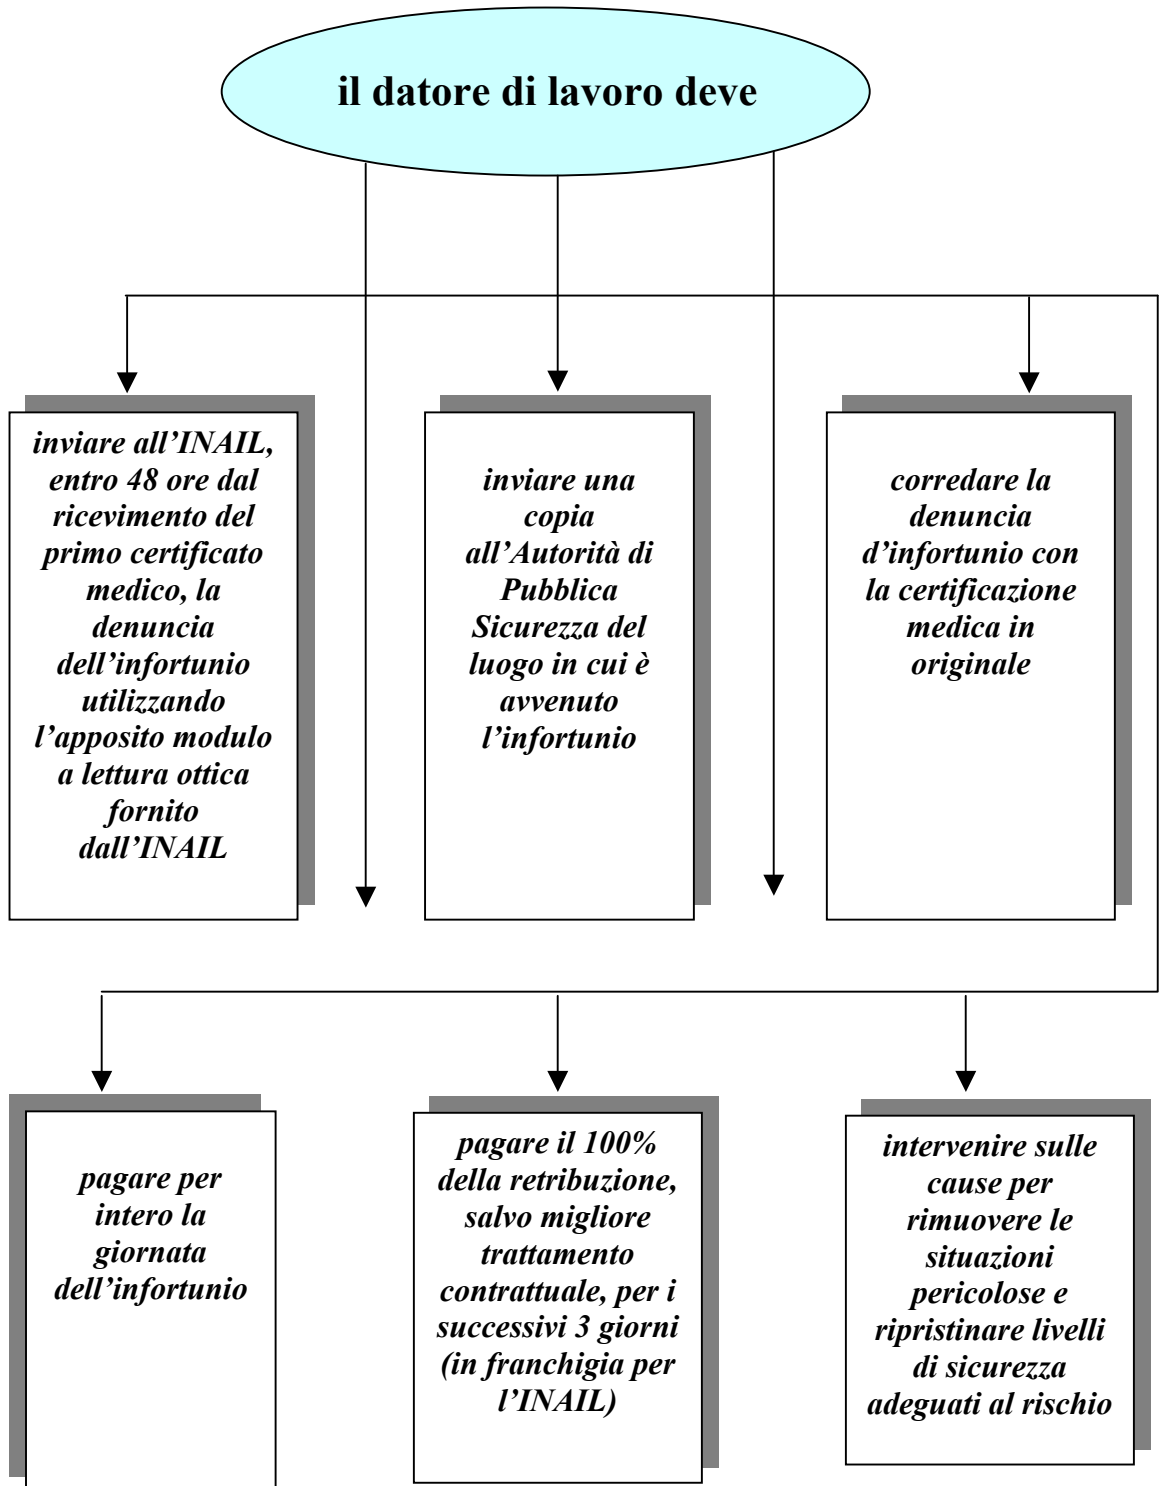 il datore di lavoro deve
inviare all’INAIL,
entro 48 ore dal
ricevimento del
primo certificato
medico, la
denuncia
dell’infortunio
utilizzando
l’apposito modulo
a lettura ottica
fornito
dall’INAIL
inviare una
copia
all’Autorità di
Pubblica
Sicurezza del
luogo in cui è
avvenuto
l’infortunio
corredare la
denuncia
d’infortunio con
la certificazione
medica in
originale
pagare per
intero la
giornata
dell’infortunio
pagare il 100%
della retribuzione,
salvo migliore
trattamento
contrattuale, per i
successivi 3 giorni
(in franchigia per
l’INAIL)
intervenire sulle
cause per
rimuovere le
situazioni
pericolose e
ripristinare livelli
di sicurezza
adeguati al rischio